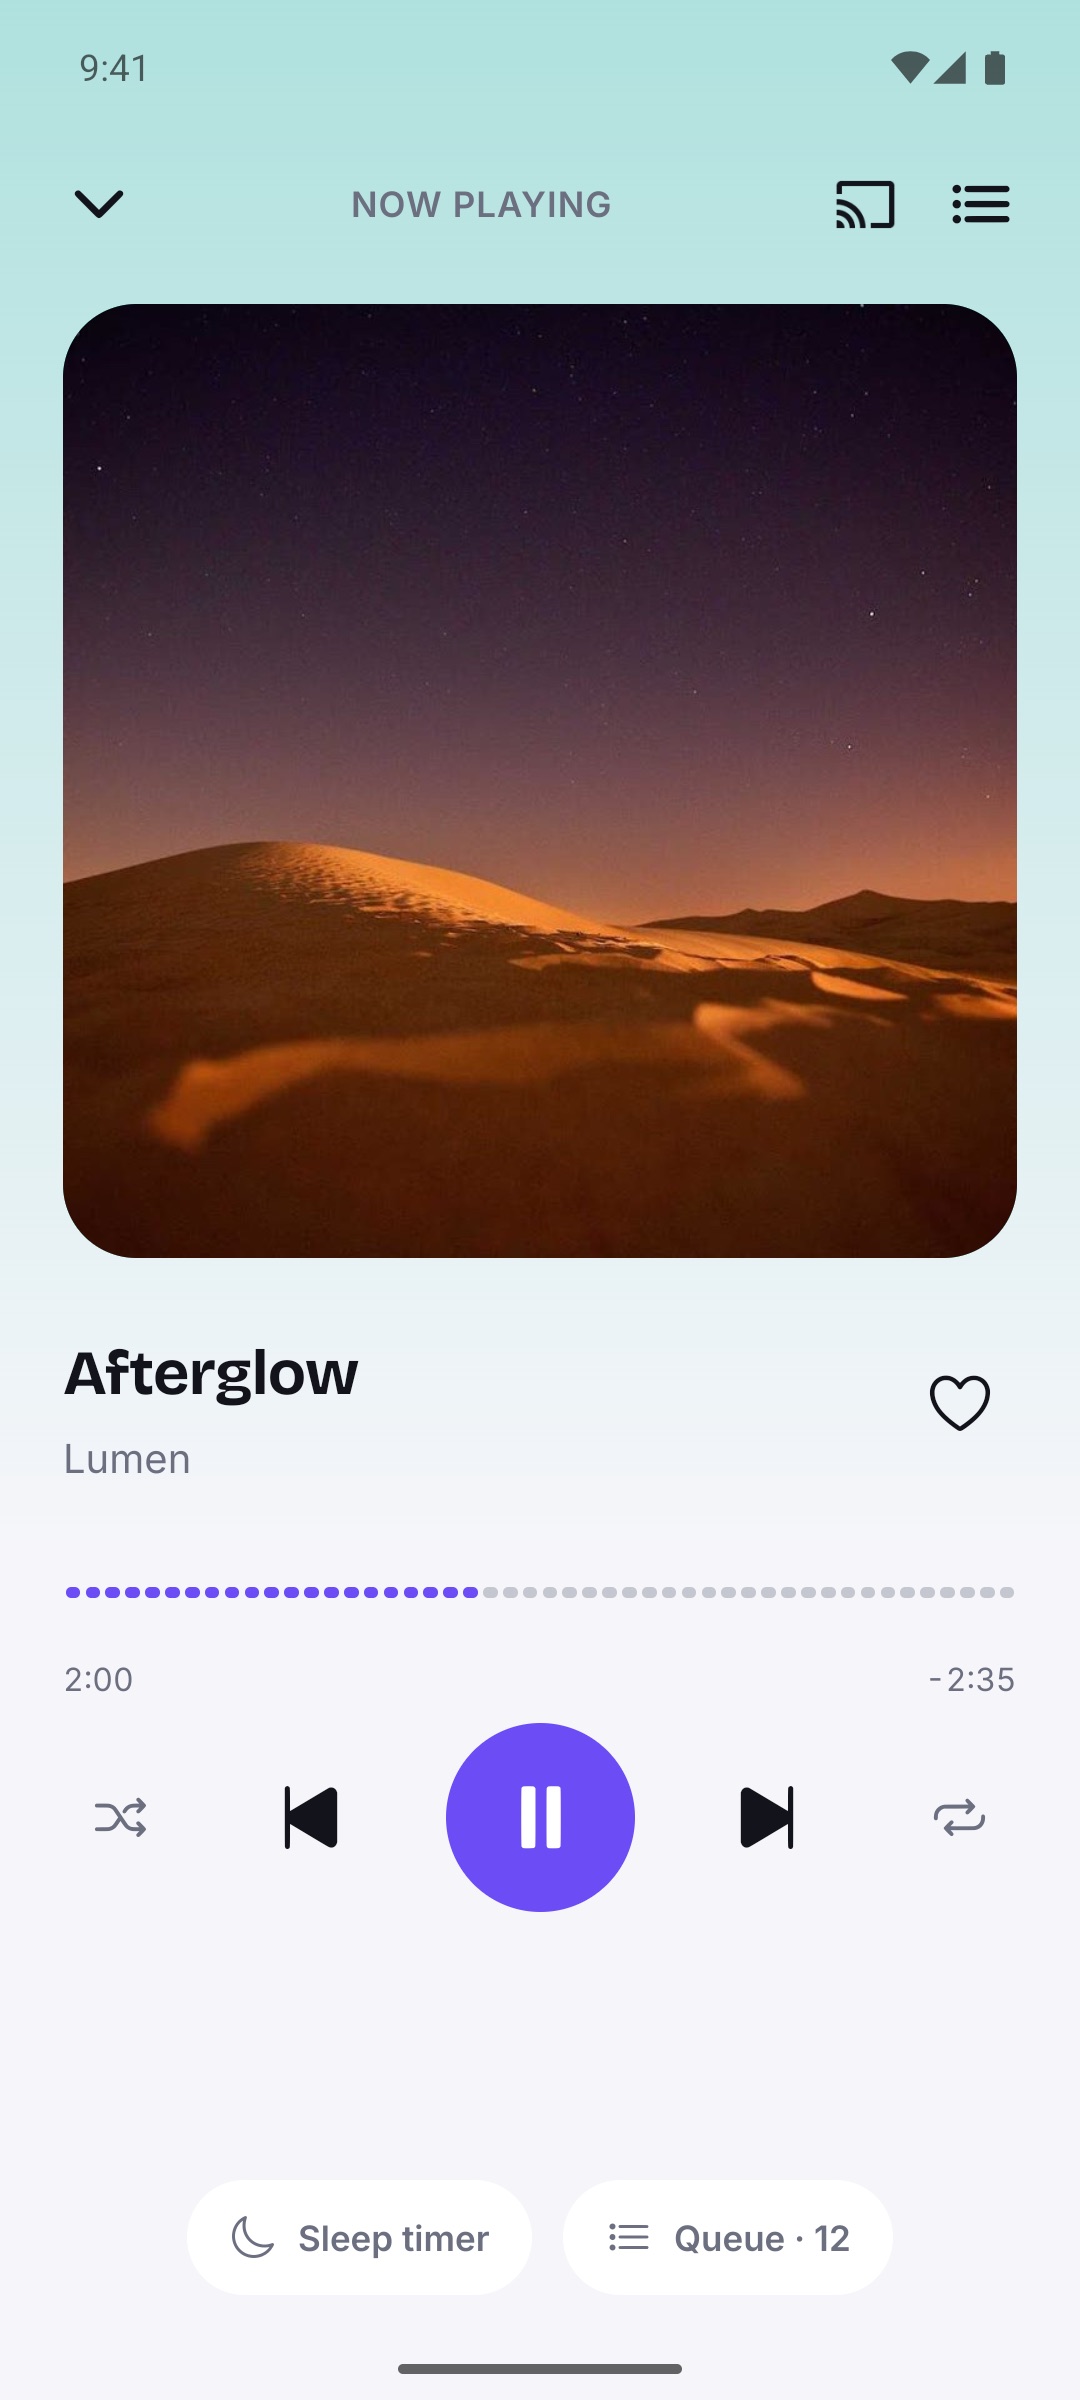 9:41
NOW PLAYING
Afterglow
Lumen
2:00
-2:35
Sleep timer
Queue · 12